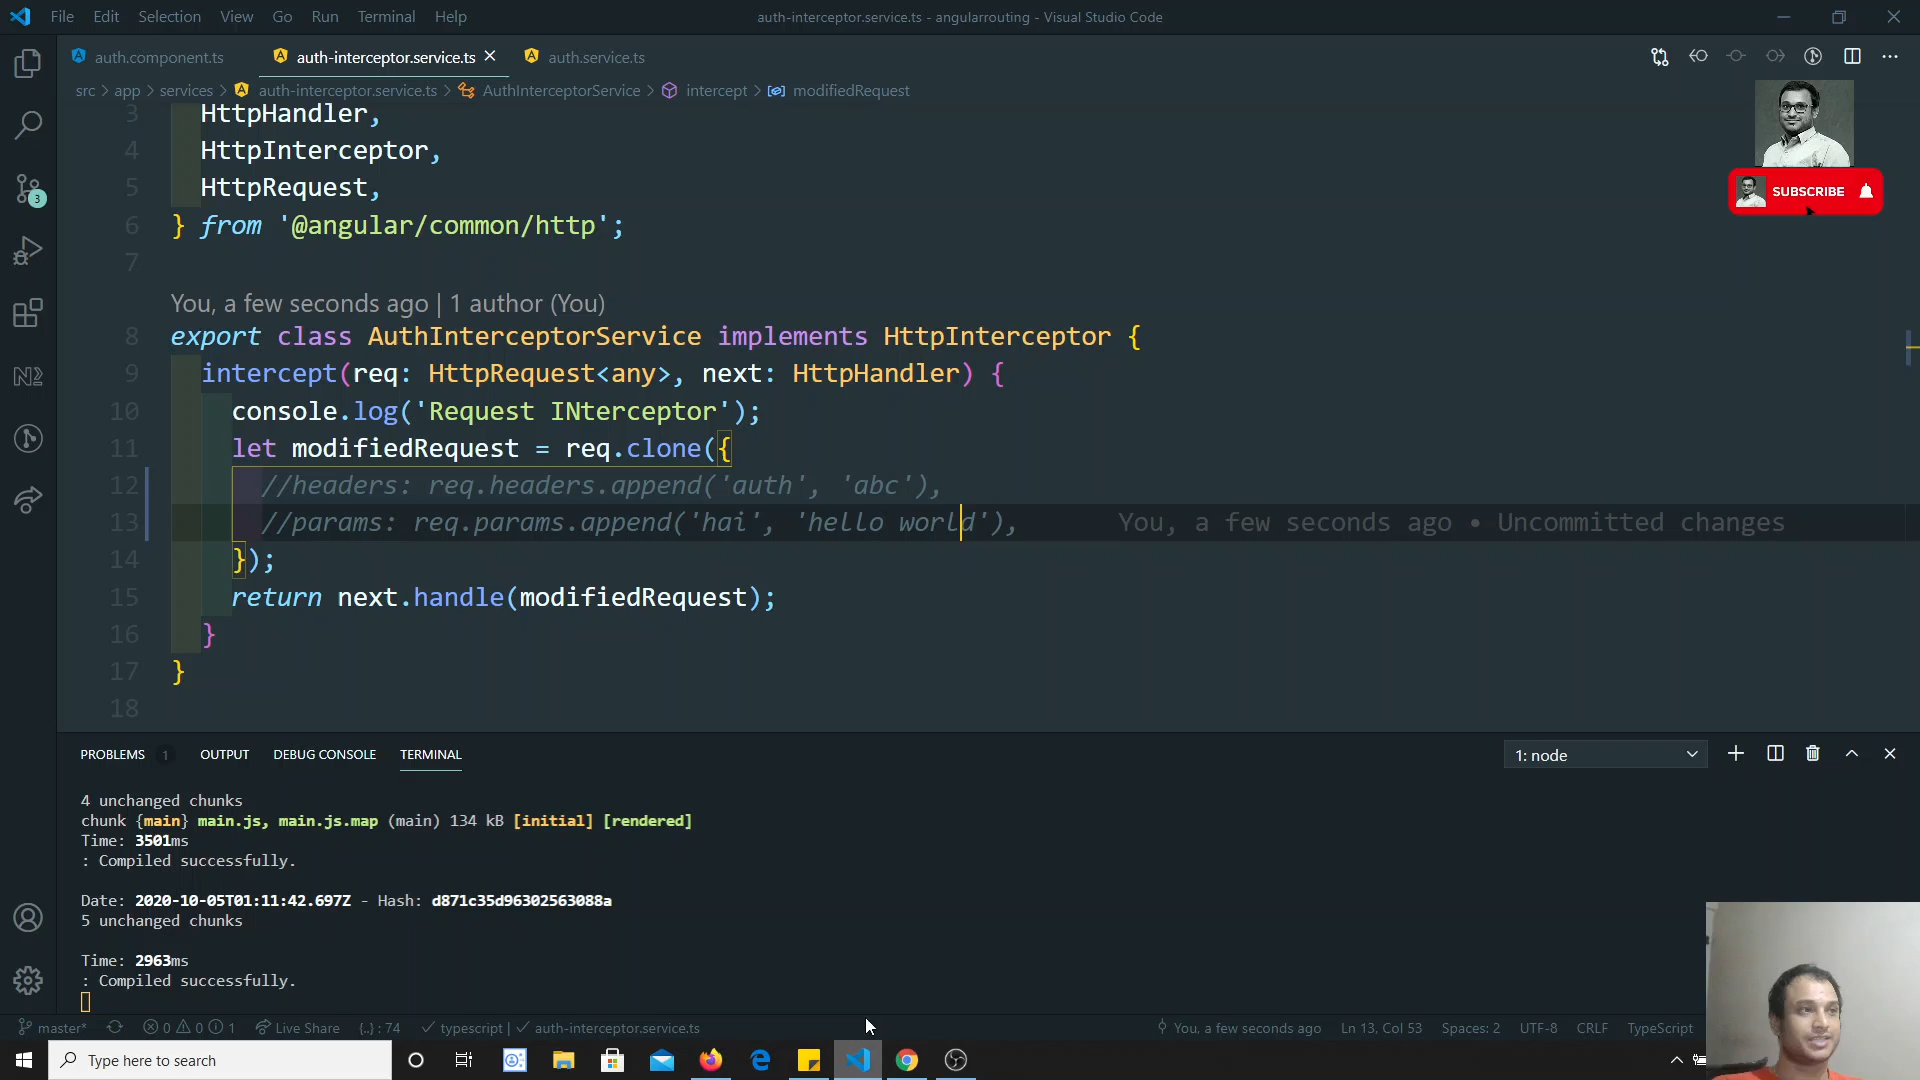 File Edit Selection View Go Run Terminal Help
auth-interceptor.service.ts - angularrouting - Visual Studio Code
auth.component.ts
auth-interceptor.service.ts
auth.service.ts
src > app > services > auth-interceptor.service.ts > AuthInterceptorService > intercept > modifiedRequest
3 HttpHandler,
4 HttpInterceptor,
5 HttpRequest,
6 } from '@angular/common/http';
7
You, a few seconds ago | 1 author (You)
8 export class AuthInterceptorService implements HttpInterceptor {
9 intercept(req: HttpRequest<any>, next: HttpHandler) {
10 console.log('Request INterceptor');
11 let modifiedRequest = req.clone({
12 //headers: req.headers.append('auth', 'abc'),
13 //params: req.params.append('hai', 'hello world'), You, a few seconds ago • Uncommitted changes
14 });
15 return next.handle(modifiedRequest);
16 }
17 }
18
SUBSCRIBE
3
PROBLEMS 1 OUTPUT DEBUG CONSOLE TERMINAL
1: node
4 unchanged chunks
chunk {main} main.js, main.js.map (main) 134 kB [initial] [rendered]
Time: 3501ms
: Compiled successfully.
Date: 2020-10-05T01:11:42.697Z - Hash: d871c35d96302563088a
5 unchanged chunks
Time: 2963ms
: Compiled successfully.
master* 0 0 1 Live Share {..} : 74 typescript | auth-interceptor.service.ts You, a few seconds ago Ln 13, Col 53 Spaces: 2 UTF-8 CRLF TypeScript
Type here to search